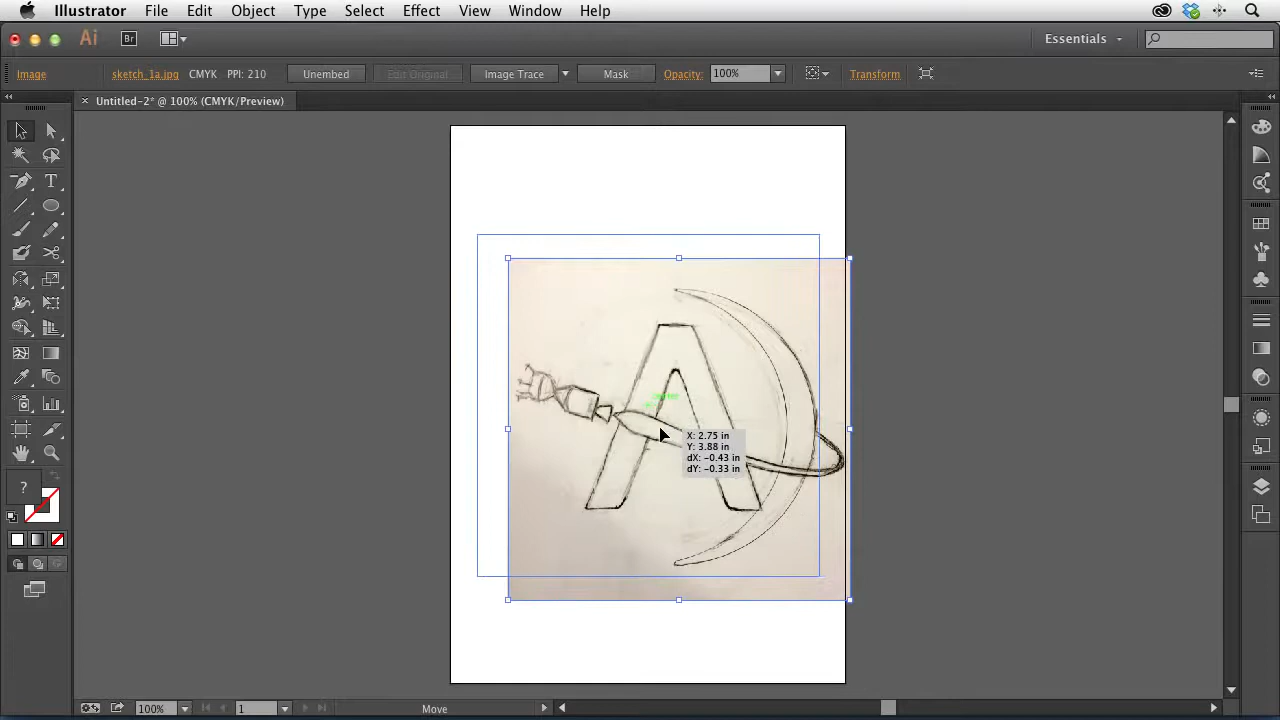 Illustrator File Edit Object Type Select Effect View Window Help
Ai Br Essentials
Image sketch_1a.jpg CMYK PPI: 210 Unembed Edit Original Image Trace Mask Opacity: 100% Transform
× Untitled-2* @ 100% (CMYK/Preview)
A
center
X: 2.75 in
Y: 3.88 in
dX: -0.43 in
dY: -0.33 in
?
100% 1 Move